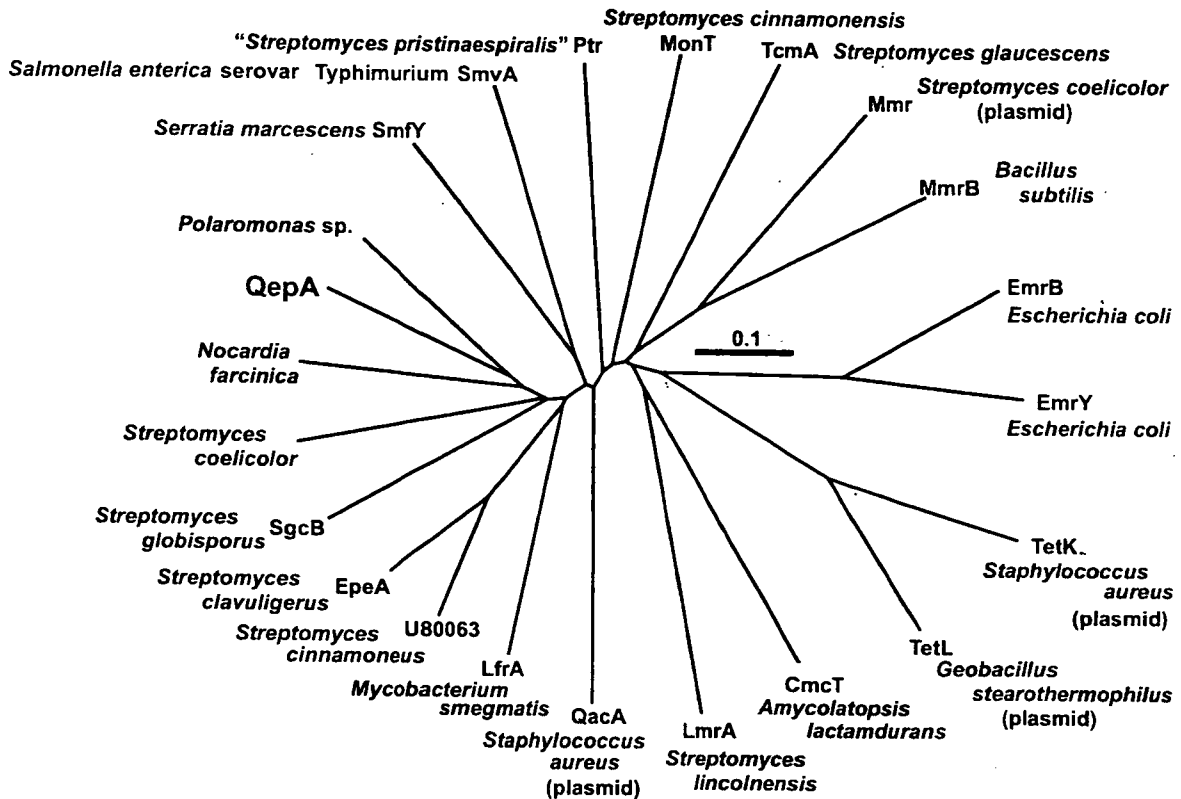 Streptomyces cinnamonensis
"Streptomyces pristinaespiralis" Ptr
MonT
TcmA Streptomyces glaucescens
Salmonella enterica serovar Typhimurium SmvA
Mmr Streptomyces coelicolor
(plasmid)
Serratia marcescens SmfY
MmrB Bacillus
subtilis
Polaromonas sp.
QepA
EmrB
Escherichia coli
0.1
Nocardia
farcinica
EmrY
Escherichia coli
Streptomyces
coelicolor
Streptomyces
globisporus SgcB
TetK
Staphylococcus
aureus
(plasmid)
Streptomyces
clavuligerus EpeA
U80063
Streptomyces
cinnamoneus
TetL
Geobacillus
stearothermophilus
(plasmid)
LfrA
Mycobacterium
smegmatis
CmcT
Amycolatopsis
lactamdurans
QacA
Staphylococcus
aureus
(plasmid)
LmrA
Streptomyces
lincolnensis